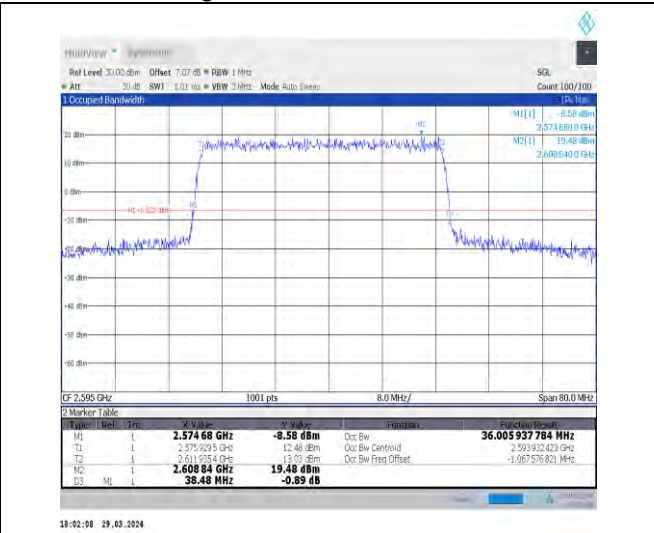 MultiView Spectrum
Ref Level 30.00 dBm Offset 7.07 dB RBW 1 MHz SGL
Att 30 dB SWT 1.01 ms VBW 3 MHz Mode Auto Sweep Count 100/100
1 Occupied Bandwidth 1Pk Max
M1[1] -8.58 dBm
2.574 680 0 GHz
M2[1] 19.48 dBm
2.608 840 0 GHz
M2
20 dBm
10 dBm
0 dBm
M1
-10 dBm
-20 dBm
-30 dBm
-40 dBm
-50 dBm
-60 dBm
CF 2.595 GHz 1001 pts 8.0 MHz/ Span 80.0 MHz
2 Marker Table
Type Ref Trc X-Value Y-Value Function Function Result
M1 1 2.574 68 GHz -8.58 dBm Occ Bw 36.005 937 784 MHz
T1 1 2.575 929 5 GHz 12.48 dBm Occ Bw Centroid 2.593 932 423 GHz
T2 1 2.611 935 4 GHz 13.03 dBm Occ Bw Freq Offset -1.067 576 821 MHz
M2 1 2.608 84 GHz 19.48 dBm
D3 M1 1 38.48 MHz -0.89 dB
18:02:08 29.03.2024